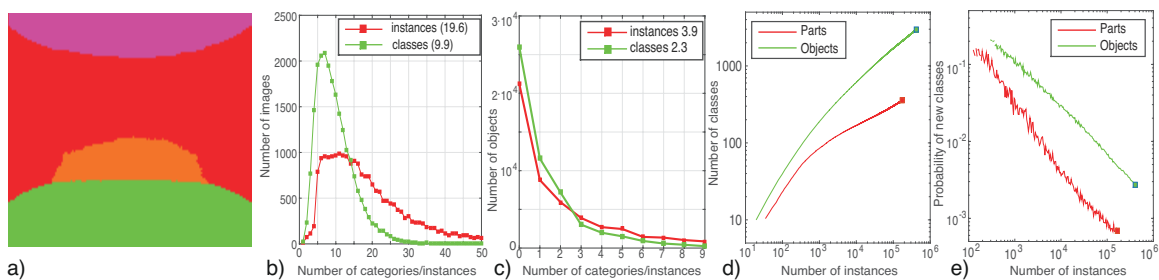 a)
b)
Number of images
2500
2000
1500
1000
500
0
instances (19.6)
classes (9.9)
0 10 20 30 40 50
Number of categories/instances
c)
Number of objects
3·10⁴
2·10⁴
10⁴
0
instances 3.9
classes 2.3
0 1 2 3 4 5 6 7 8 9
Number of categories/instances
d)
Number of classes
1000
100
10
Parts
Objects
10¹ 10² 10³ 10⁴ 10⁵ 10⁶
Number of instances
e)
Probability of new classes
10⁻¹
10⁻²
10⁻³
Parts
Objects
10² 10³ 10⁴ 10⁵ 10⁶
Number of instances